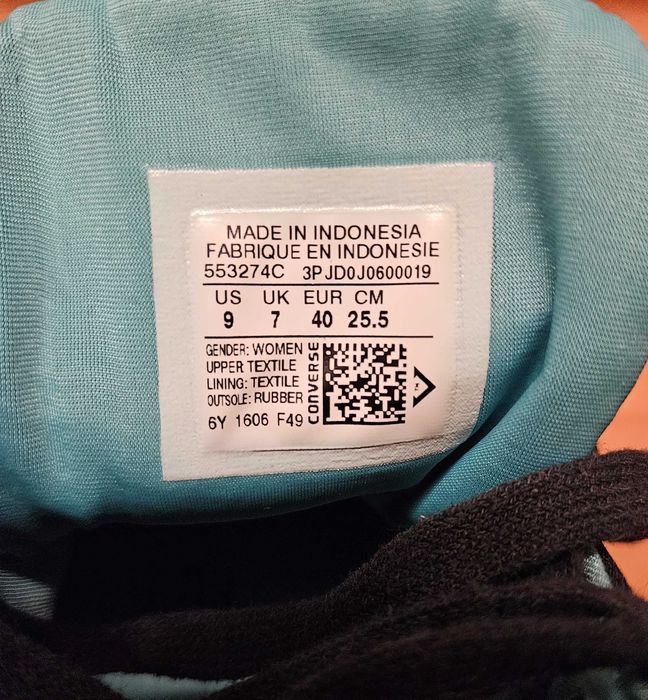 MADE IN INDONESIA
FABRIQUE EN INDONESIE
553274C 3PJD0J0600019
US UK EUR CM
9 7 40 25.5
GENDER: WOMEN
UPPER TEXTILE
LINING: TEXTILE
OUTSOLE: RUBBER
6Y 1606 F49
CONVERSE
Z